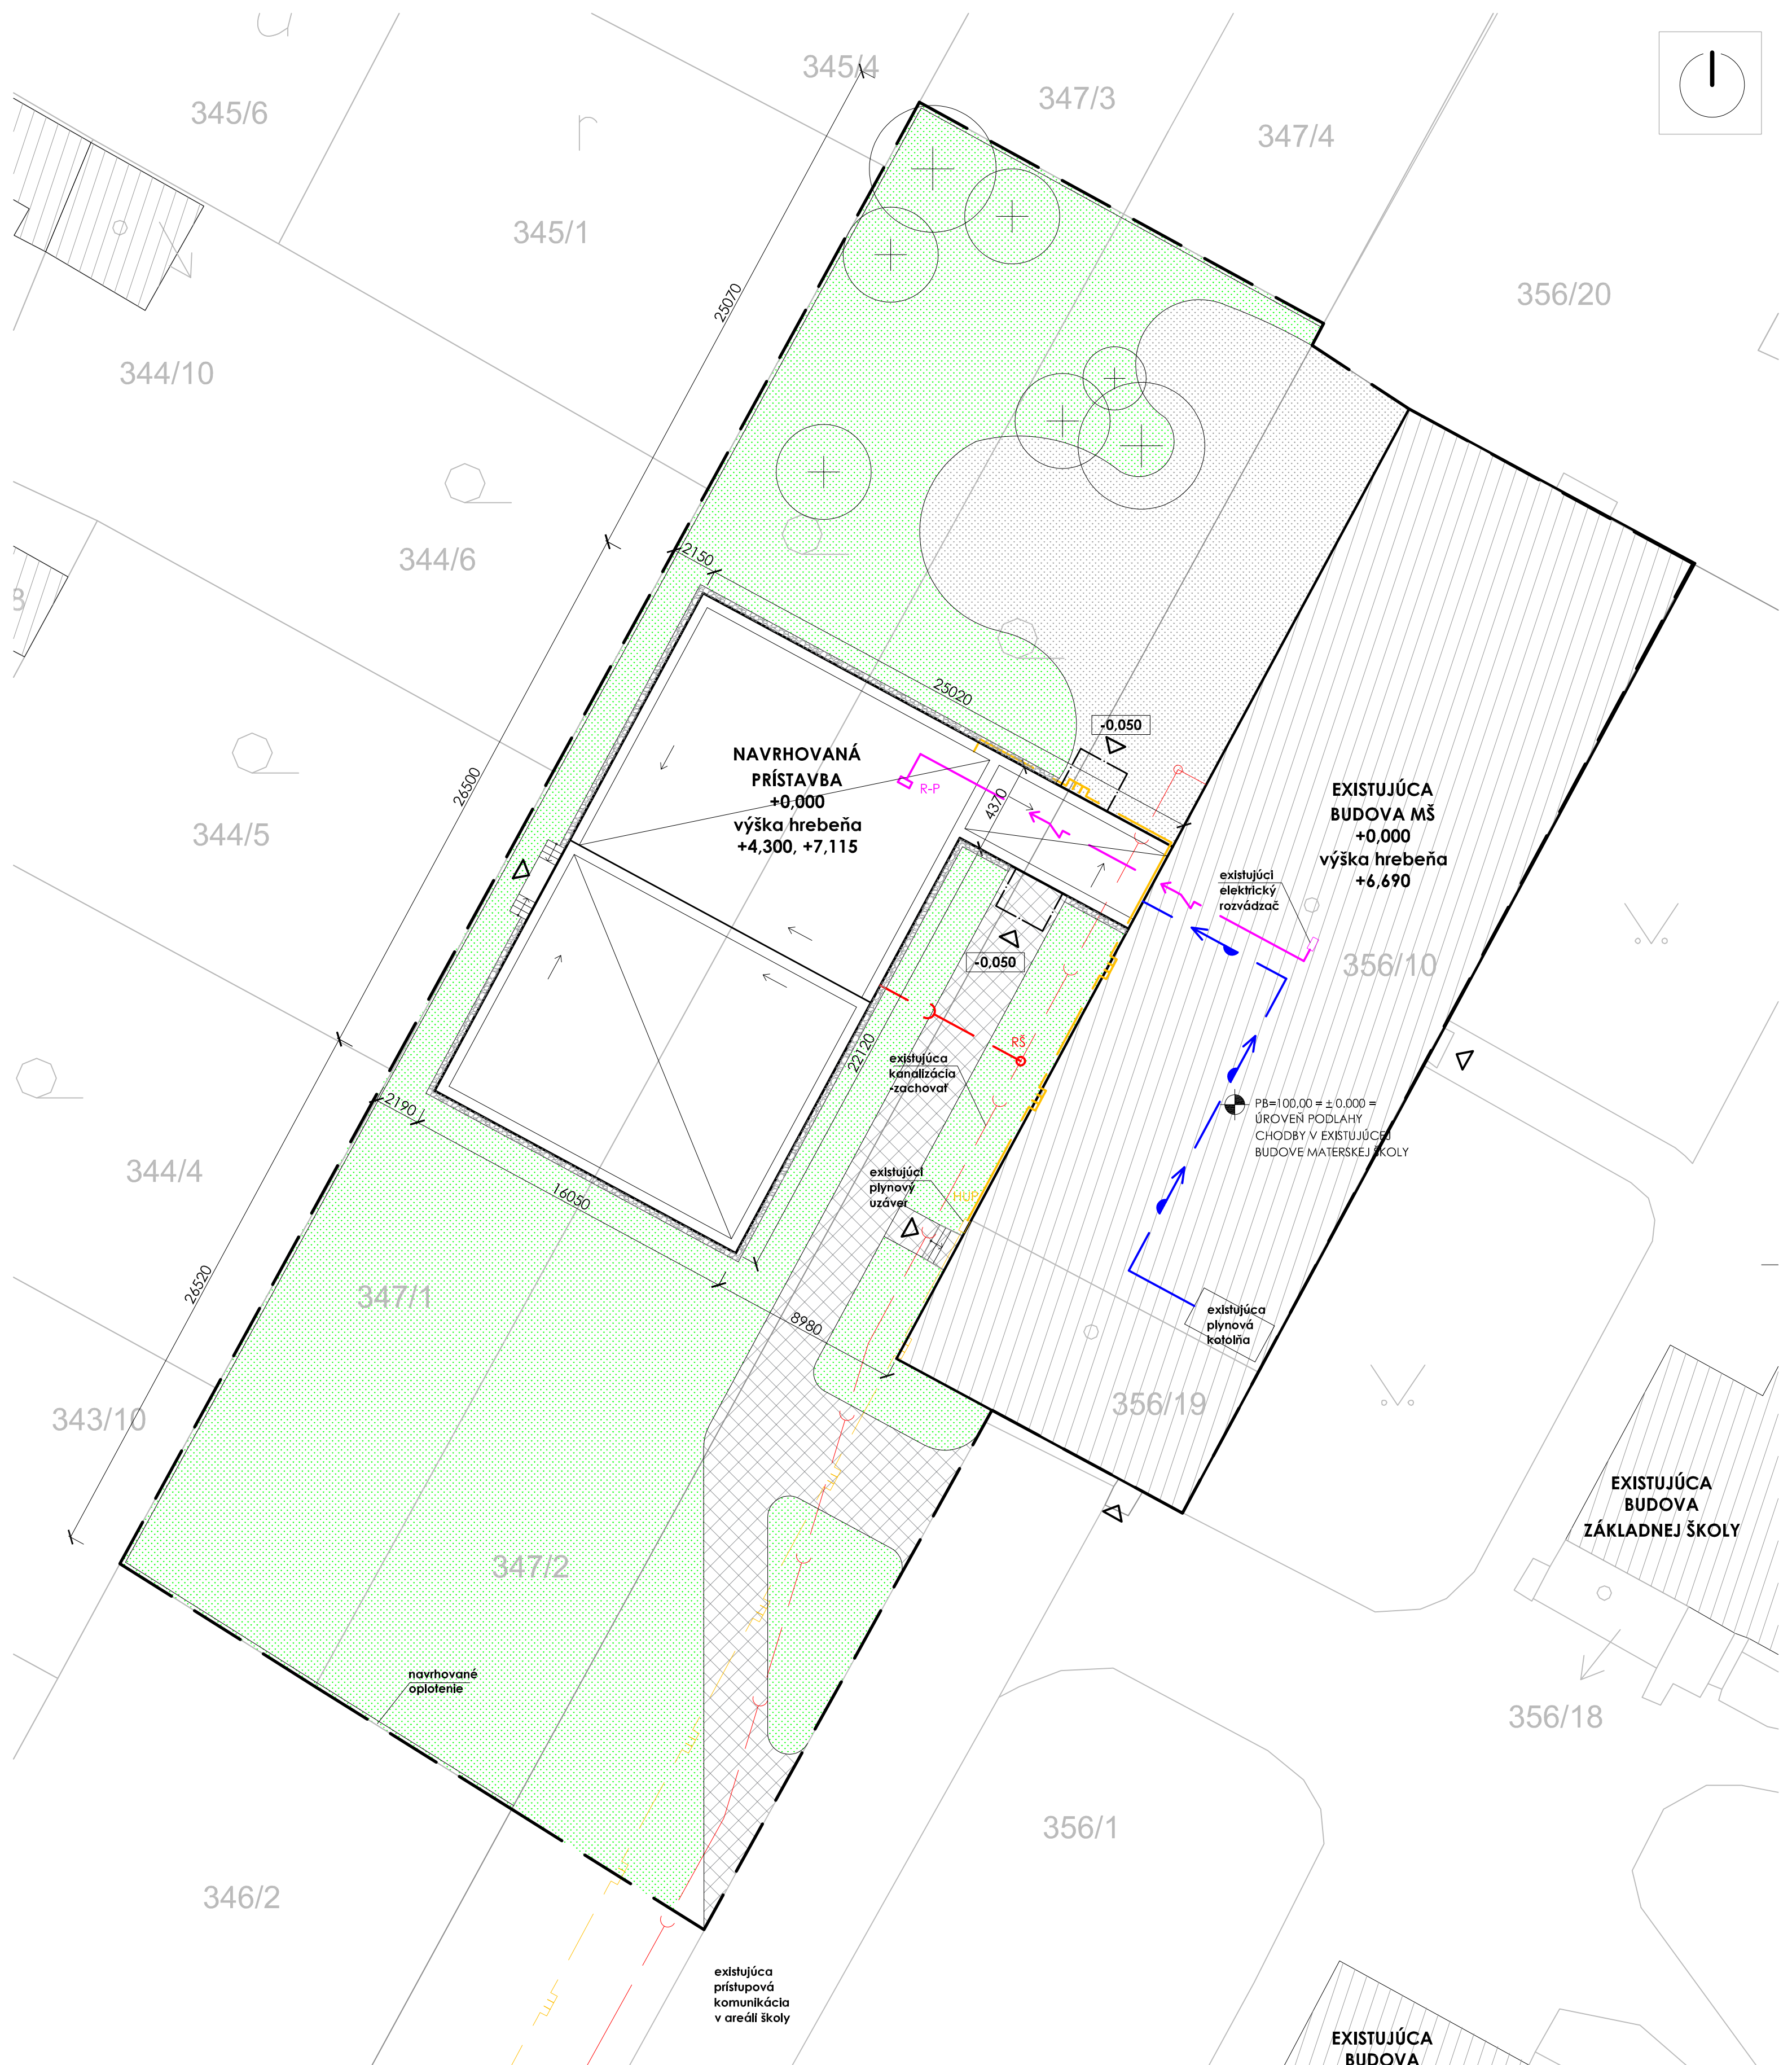 345/4
347/3
345/6
347/4
345/1
356/20
25070
344/10
344/6
2150
25020
-0,050
NAVRHOVANÁ
PRÍSTAVBA
+0,000
výška hrebeňa
+4,300, +7,115
R-P
4370
26500
EXISTUJÚCA
BUDOVA MŠ
+0,000
výška hrebeňa
+6,690
344/5
existujúci
elektrický
rozvádzač
-0,050
356/10
RŠ
22120
existujúca
kanalizácia
-zachovať
2190
PB=100,00 = ±0.000 =
ÚROVEŇ PODLAHY
CHODBY V EXISTUJÚCEJ
BUDOVE MATERSKEJ ŠKOLY
344/4
existujúci
plynový
uzáver
HUP
16050
26520
347/1
8980
existujúca
plynová
kotolňa
343/10
356/19
EXISTUJÚCA
BUDOVA
ZÁKLADNEJ ŠKOLY
347/2
navrhované
oplotenie
356/18
356/1
346/2
existujúca
prístupová
komunikácia
v areáli školy
EXISTUJÚCA
BUDOVA